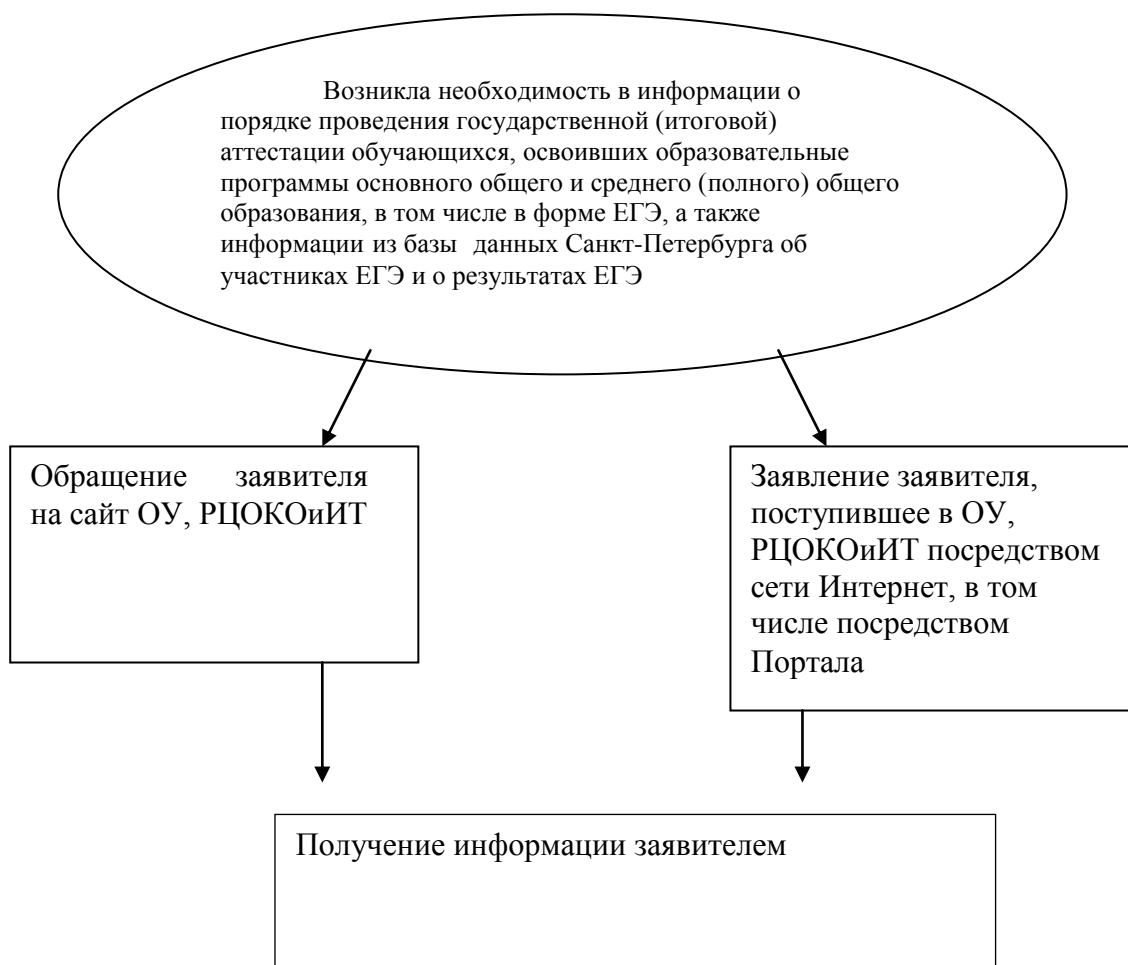 Возникла необходимость в информации о
порядке проведения государственной (итоговой)
аттестации обучающихся, освоивших образовательные
программы основного общего и среднего (полного) общего
образования, в том числе в форме ЕГЭ, а также
информации из базы данных Санкт-Петербурга об
участниках ЕГЭ и о результатах ЕГЭ
Обращение заявителя
на сайт ОУ, РЦОКОиИТ
Заявление заявителя,
поступившее в ОУ,
РЦОКОиИТ посредством
сети Интернет, в том
числе посредством
Портала
Получение информации заявителем